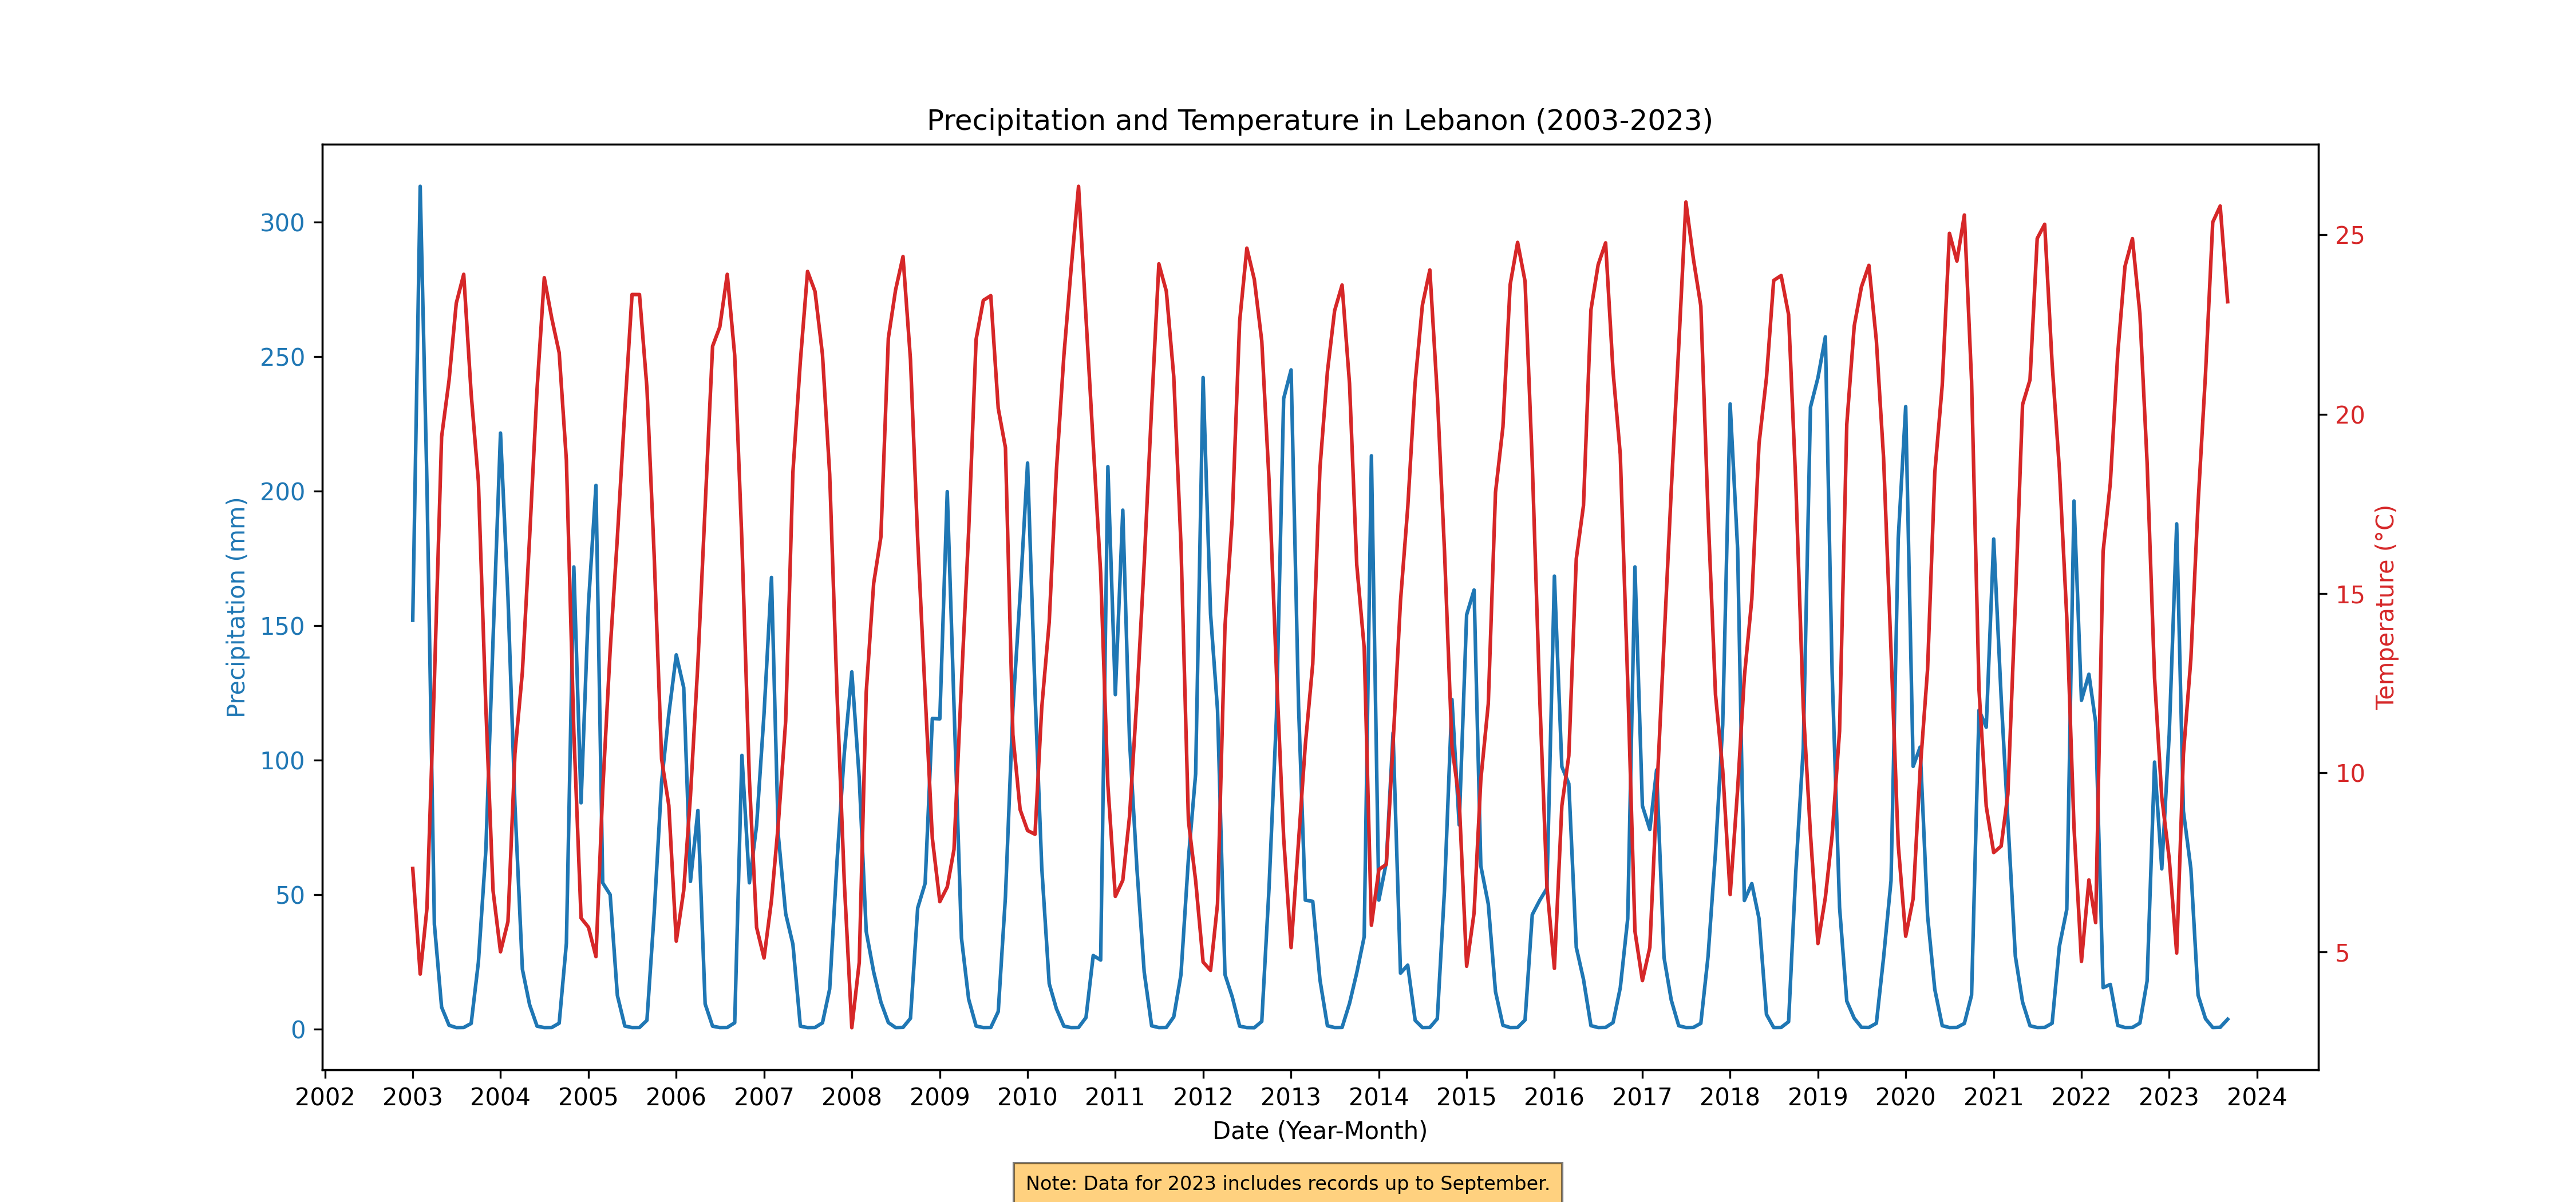 Precipitation and Temperature in Lebanon (2003-2023)
300
250
200
150
100
50
0
Precipitation (mm)
25
20
15
10
5
Temperature (°C)
2002 2003 2004 2005 2006 2007 2008 2009 2010 2011 2012 2013 2014 2015 2016 2017 2018 2019 2020 2021 2022 2023 2024
Date (Year-Month)
Note: Data for 2023 includes records up to September.